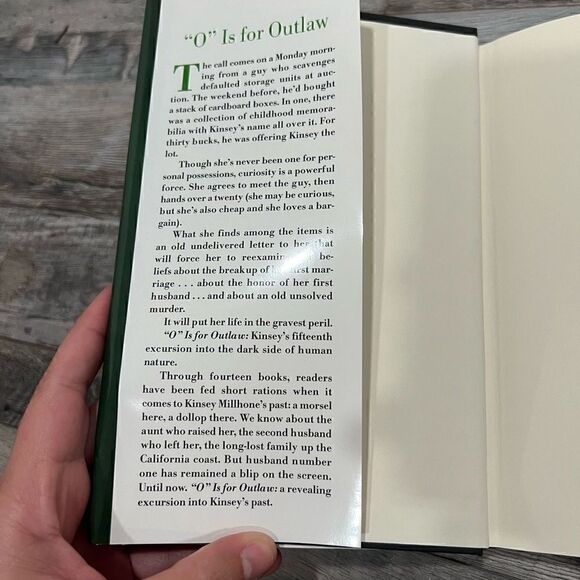 “O” Is for Outlaw
The call comes on a Monday morn-
ing from a guy who scavenges
defaulted storage units at auc-
tion. The weekend before, he’d bought
a stack of cardboard boxes. In one, there
was a collection of childhood memora-
bilia with Kinsey’s name all over it. For
thirty bucks, he was offering Kinsey the
lot.
Though she’s never been one for per-
sonal possessions, curiosity is a powerful
force. She agrees to meet the guy, then
hands over a twenty (she may be curious,
but she’s also cheap and she loves a bar-
gain).
What she finds among the items is
an old undelivered letter to her that
will force her to reexamine be-
liefs about the breakup of first mar-
riage . . . about the honor of her first
husband . . . and about an old unsolved
murder.
It will put her life in the gravest peril.
“O” Is for Outlaw: Kinsey’s fifteenth
excursion into the dark side of human
nature.
Through fourteen books, readers
have been fed short rations when it
comes to Kinsey Millhone’s past: a morsel
here, a dollop there. We know about the
aunt who raised her, the second husband
who left her, the long-lost family up the
California coast. But husband number
one has remained a blip on the screen.
Until now. “O” Is for Outlaw: a revealing
excursion into Kinsey’s past.